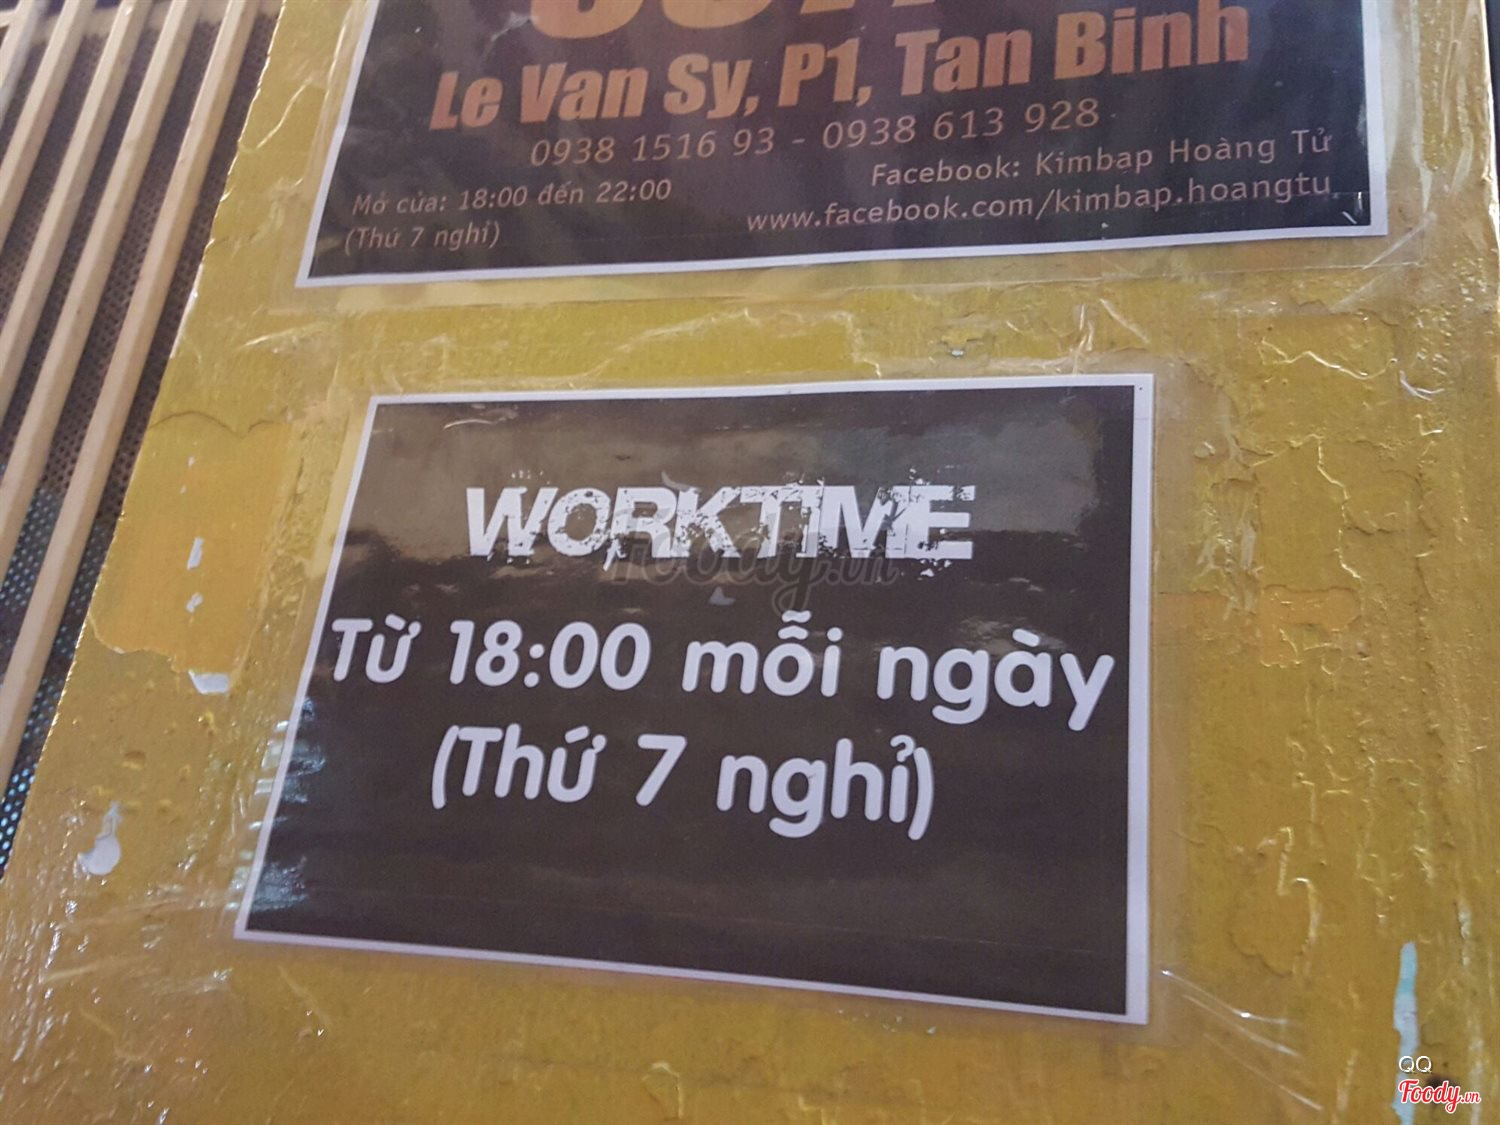 Le Van Sy, P1, Tan Binh
0938 1516 93 - 0938 613 928
Mở cửa: 18:00 đến 22:00
(Thứ 7 nghỉ)
Facebook: Kimbap Hoàng Tử
www.facebook.com/kimbap.hoangtu
WORKTIME
Foody.vn
Từ 18:00 mỗi ngày
(Thứ 7 nghỉ)
QQ
Foody.vn